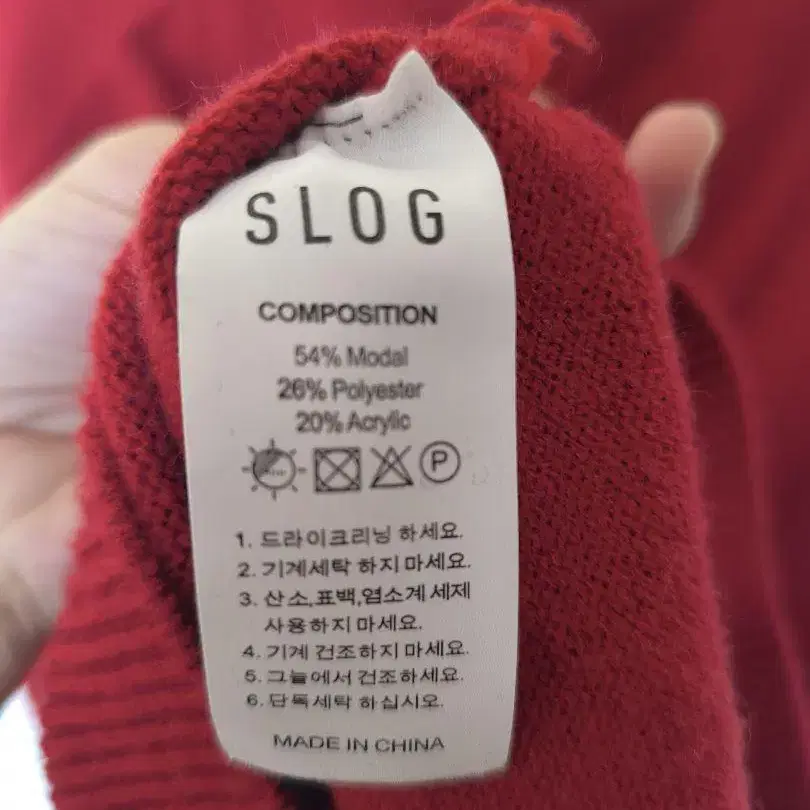 SLOG
COMPOSITION
54% Modal
26% Polyester
20% Acrylic
P
1. 드라이크리닝 하세요.
2. 기계세탁 하지 마세요.
3. 산소,표백,염소계 세제
사용하지 마세요.
4. 기계 건조하지 마세요.
5. 그늘에서 건조하세요.
6. 단독세탁 하십시오.
MADE IN CHINA